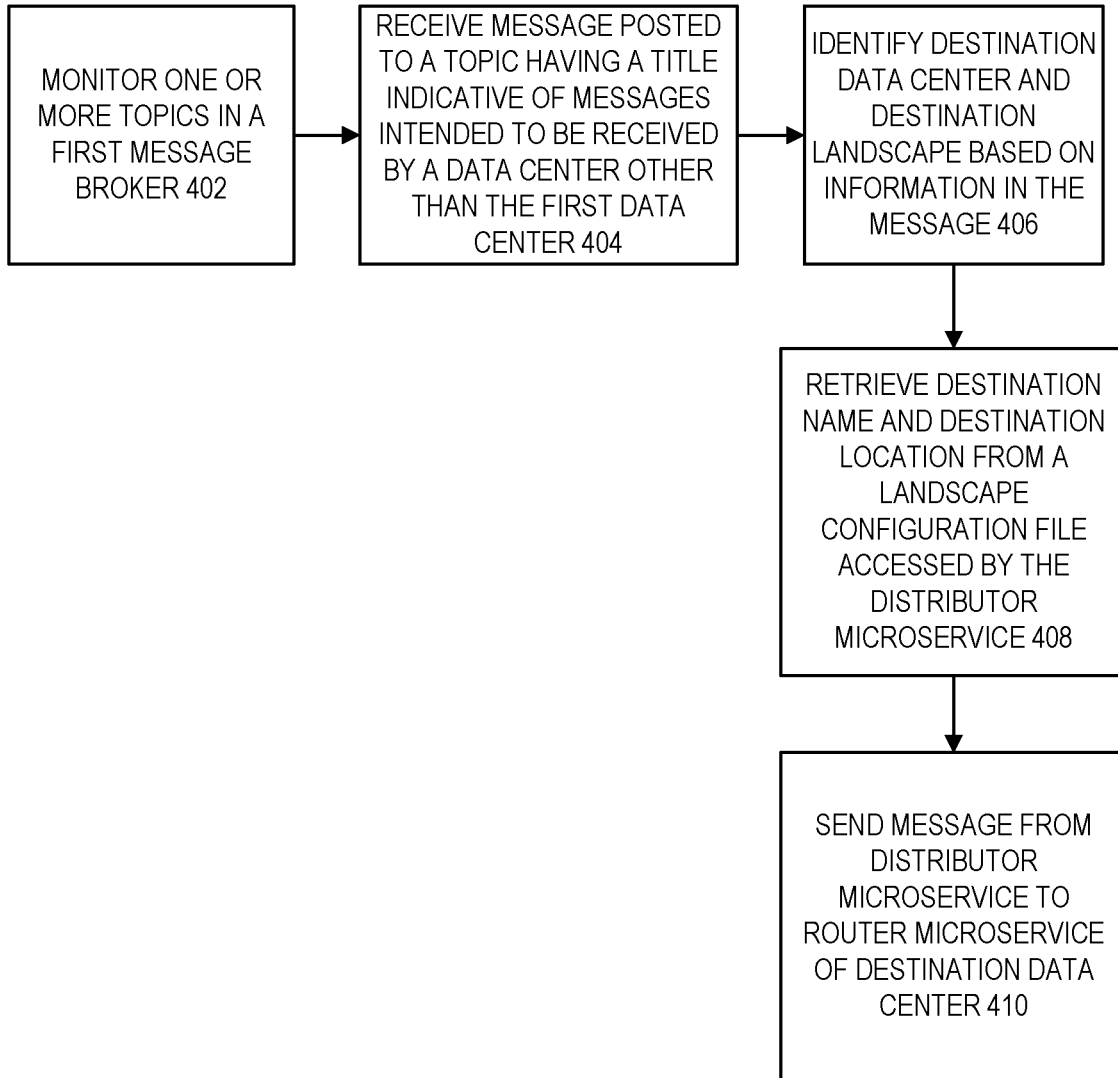 MONITOR ONE OR
MORE TOPICS IN A
FIRST MESSAGE
BROKER 402
RECEIVE MESSAGE POSTED
TO A TOPIC HAVING A TITLE
INDICATIVE OF MESSAGES
INTENDED TO BE RECEIVED
BY A DATA CENTER OTHER
THAN THE FIRST DATA
CENTER 404
IDENTIFY DESTINATION
DATA CENTER AND
DESTINATION
LANDSCAPE BASED ON
INFORMATION IN THE
MESSAGE 406
RETRIEVE DESTINATION
NAME AND DESTINATION
LOCATION FROM A
LANDSCAPE
CONFIGURATION FILE
ACCESSED BY THE
DISTRIBUTOR
MICROSERVICE 408
SEND MESSAGE FROM
DISTRIBUTOR
MICROSERVICE TO
ROUTER MICROSERVICE
OF DESTINATION DATA
CENTER 410